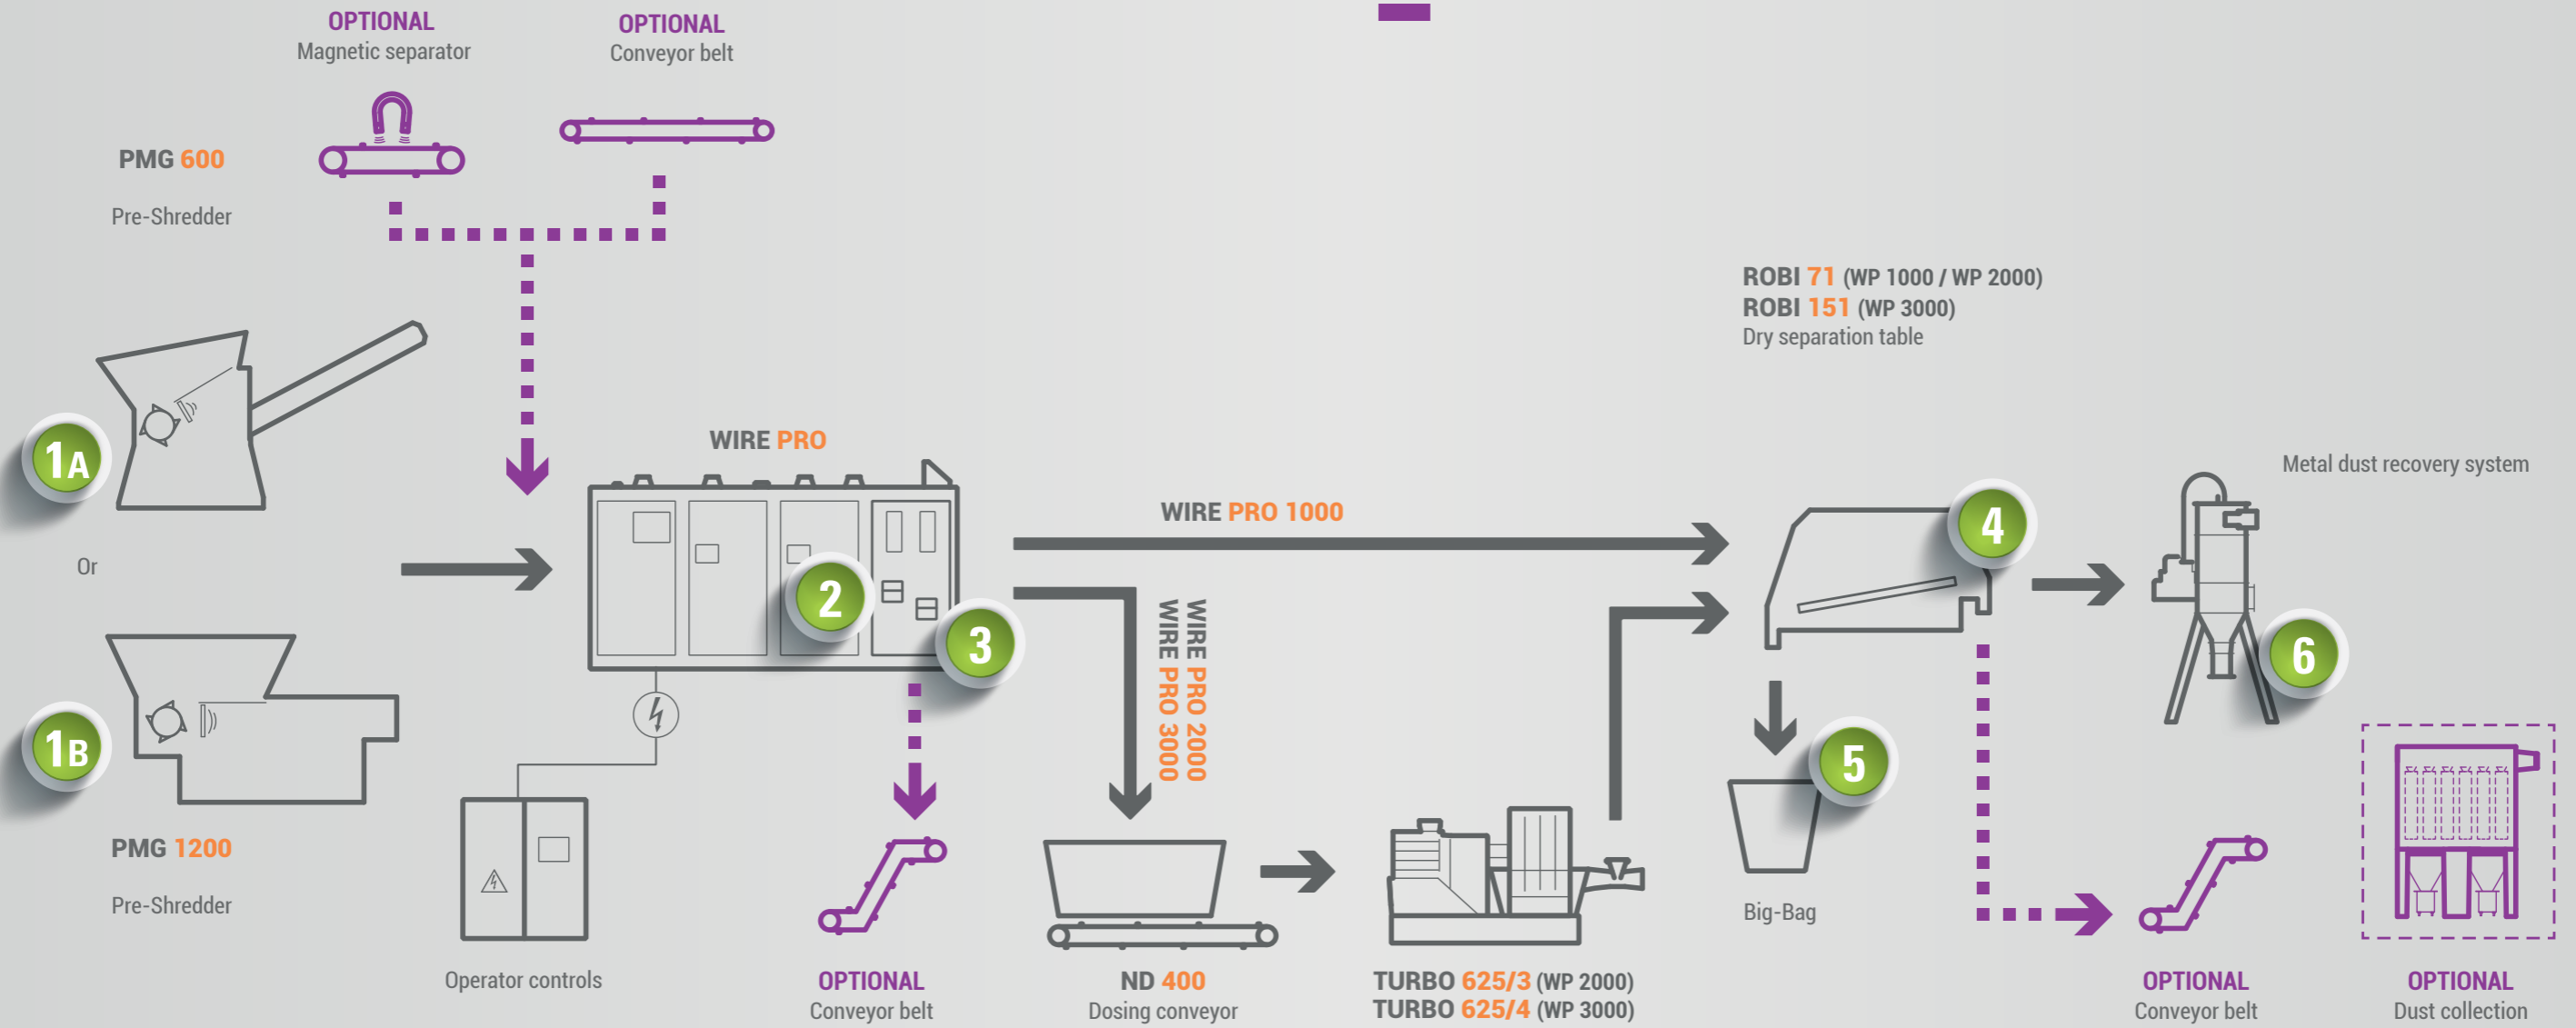 OPTIONAL
Magnetic separator
OPTIONAL
Conveyor belt
PMG 600
Pre-Shredder
1A
Or
1B
PMG 1200
Pre-Shredder
WIRE PRO
2
3
Operator controls
OPTIONAL
Conveyor belt
WIRE PRO 1000
WIRE PRO 2000
WIRE PRO 3000
ND 400
Dosing conveyor
TURBO 625/3 (WP 2000)
TURBO 625/4 (WP 3000)
ROBI 71 (WP 1000 / WP 2000)
ROBI 151 (WP 3000)
Dry separation table
4
5
Big-Bag
Metal dust recovery system
6
OPTIONAL
Conveyor belt
OPTIONAL
Dust collection